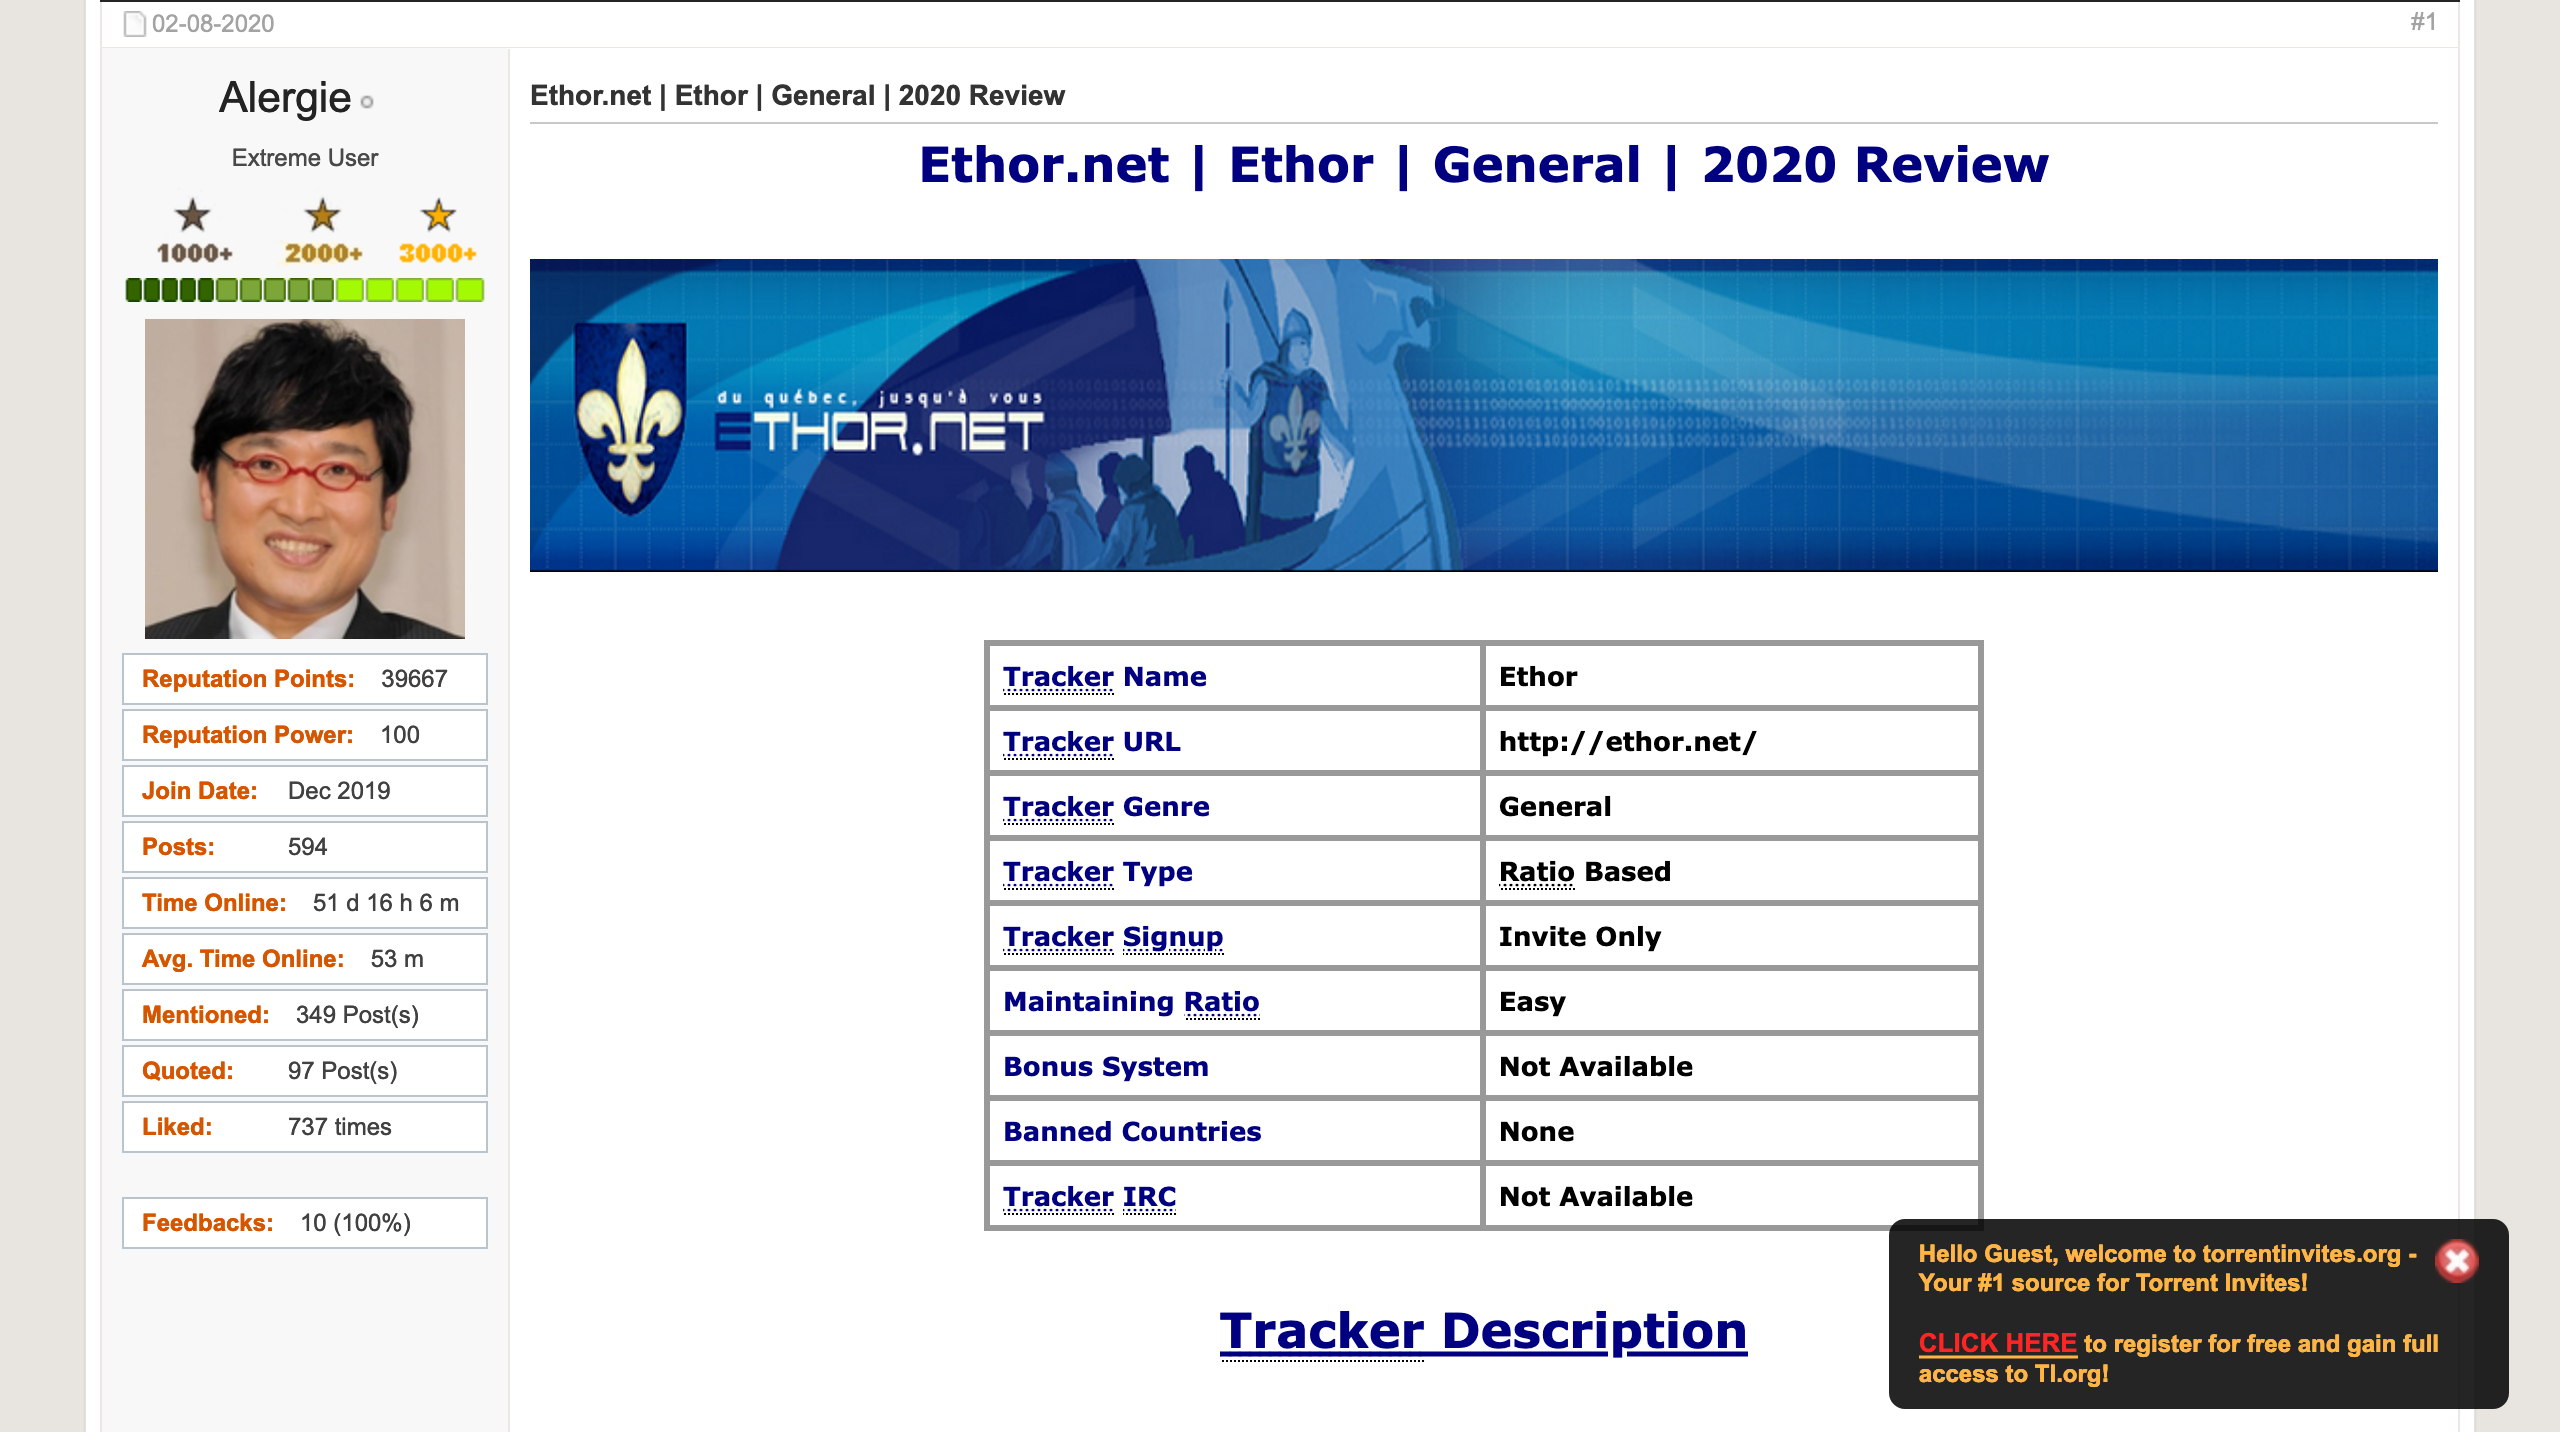 02-08-2020
#1
Alergie
Extreme User
1000+ 2000+ 3000+
Reputation Points: 39667
Reputation Power: 100
Join Date: Dec 2019
Posts: 594
Time Online: 51 d 16 h 6 m
Avg. Time Online: 53 m
Mentioned: 349 Post(s)
Quoted: 97 Post(s)
Liked: 737 times
Feedbacks: 10 (100%)
Ethor.net | Ethor | General | 2020 Review
Ethor.net | Ethor | General | 2020 Review
du québec, jusqu'à vous
ETHOR.NET
Tracker Name Ethor
Tracker URL http://ethor.net/
Tracker Genre General
Tracker Type Ratio Based
Tracker Signup Invite Only
Maintaining Ratio Easy
Bonus System Not Available
Banned Countries None
Tracker IRC Not Available
Tracker Description
Hello Guest, welcome to torrentinvites.org -
Your #1 source for Torrent Invites!
CLICK HERE to register for free and gain full
access to TI.org!